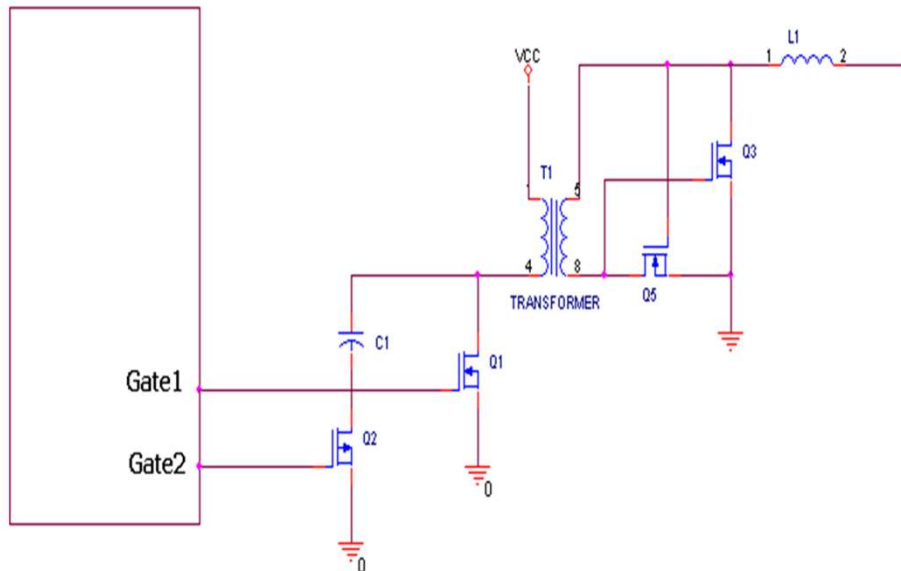 L1
1 2
VCC
Q3
T1
5
4 8
TRANSFORMER
Q5
C1
Q1
Gate1
Q2
Gate2
0
0